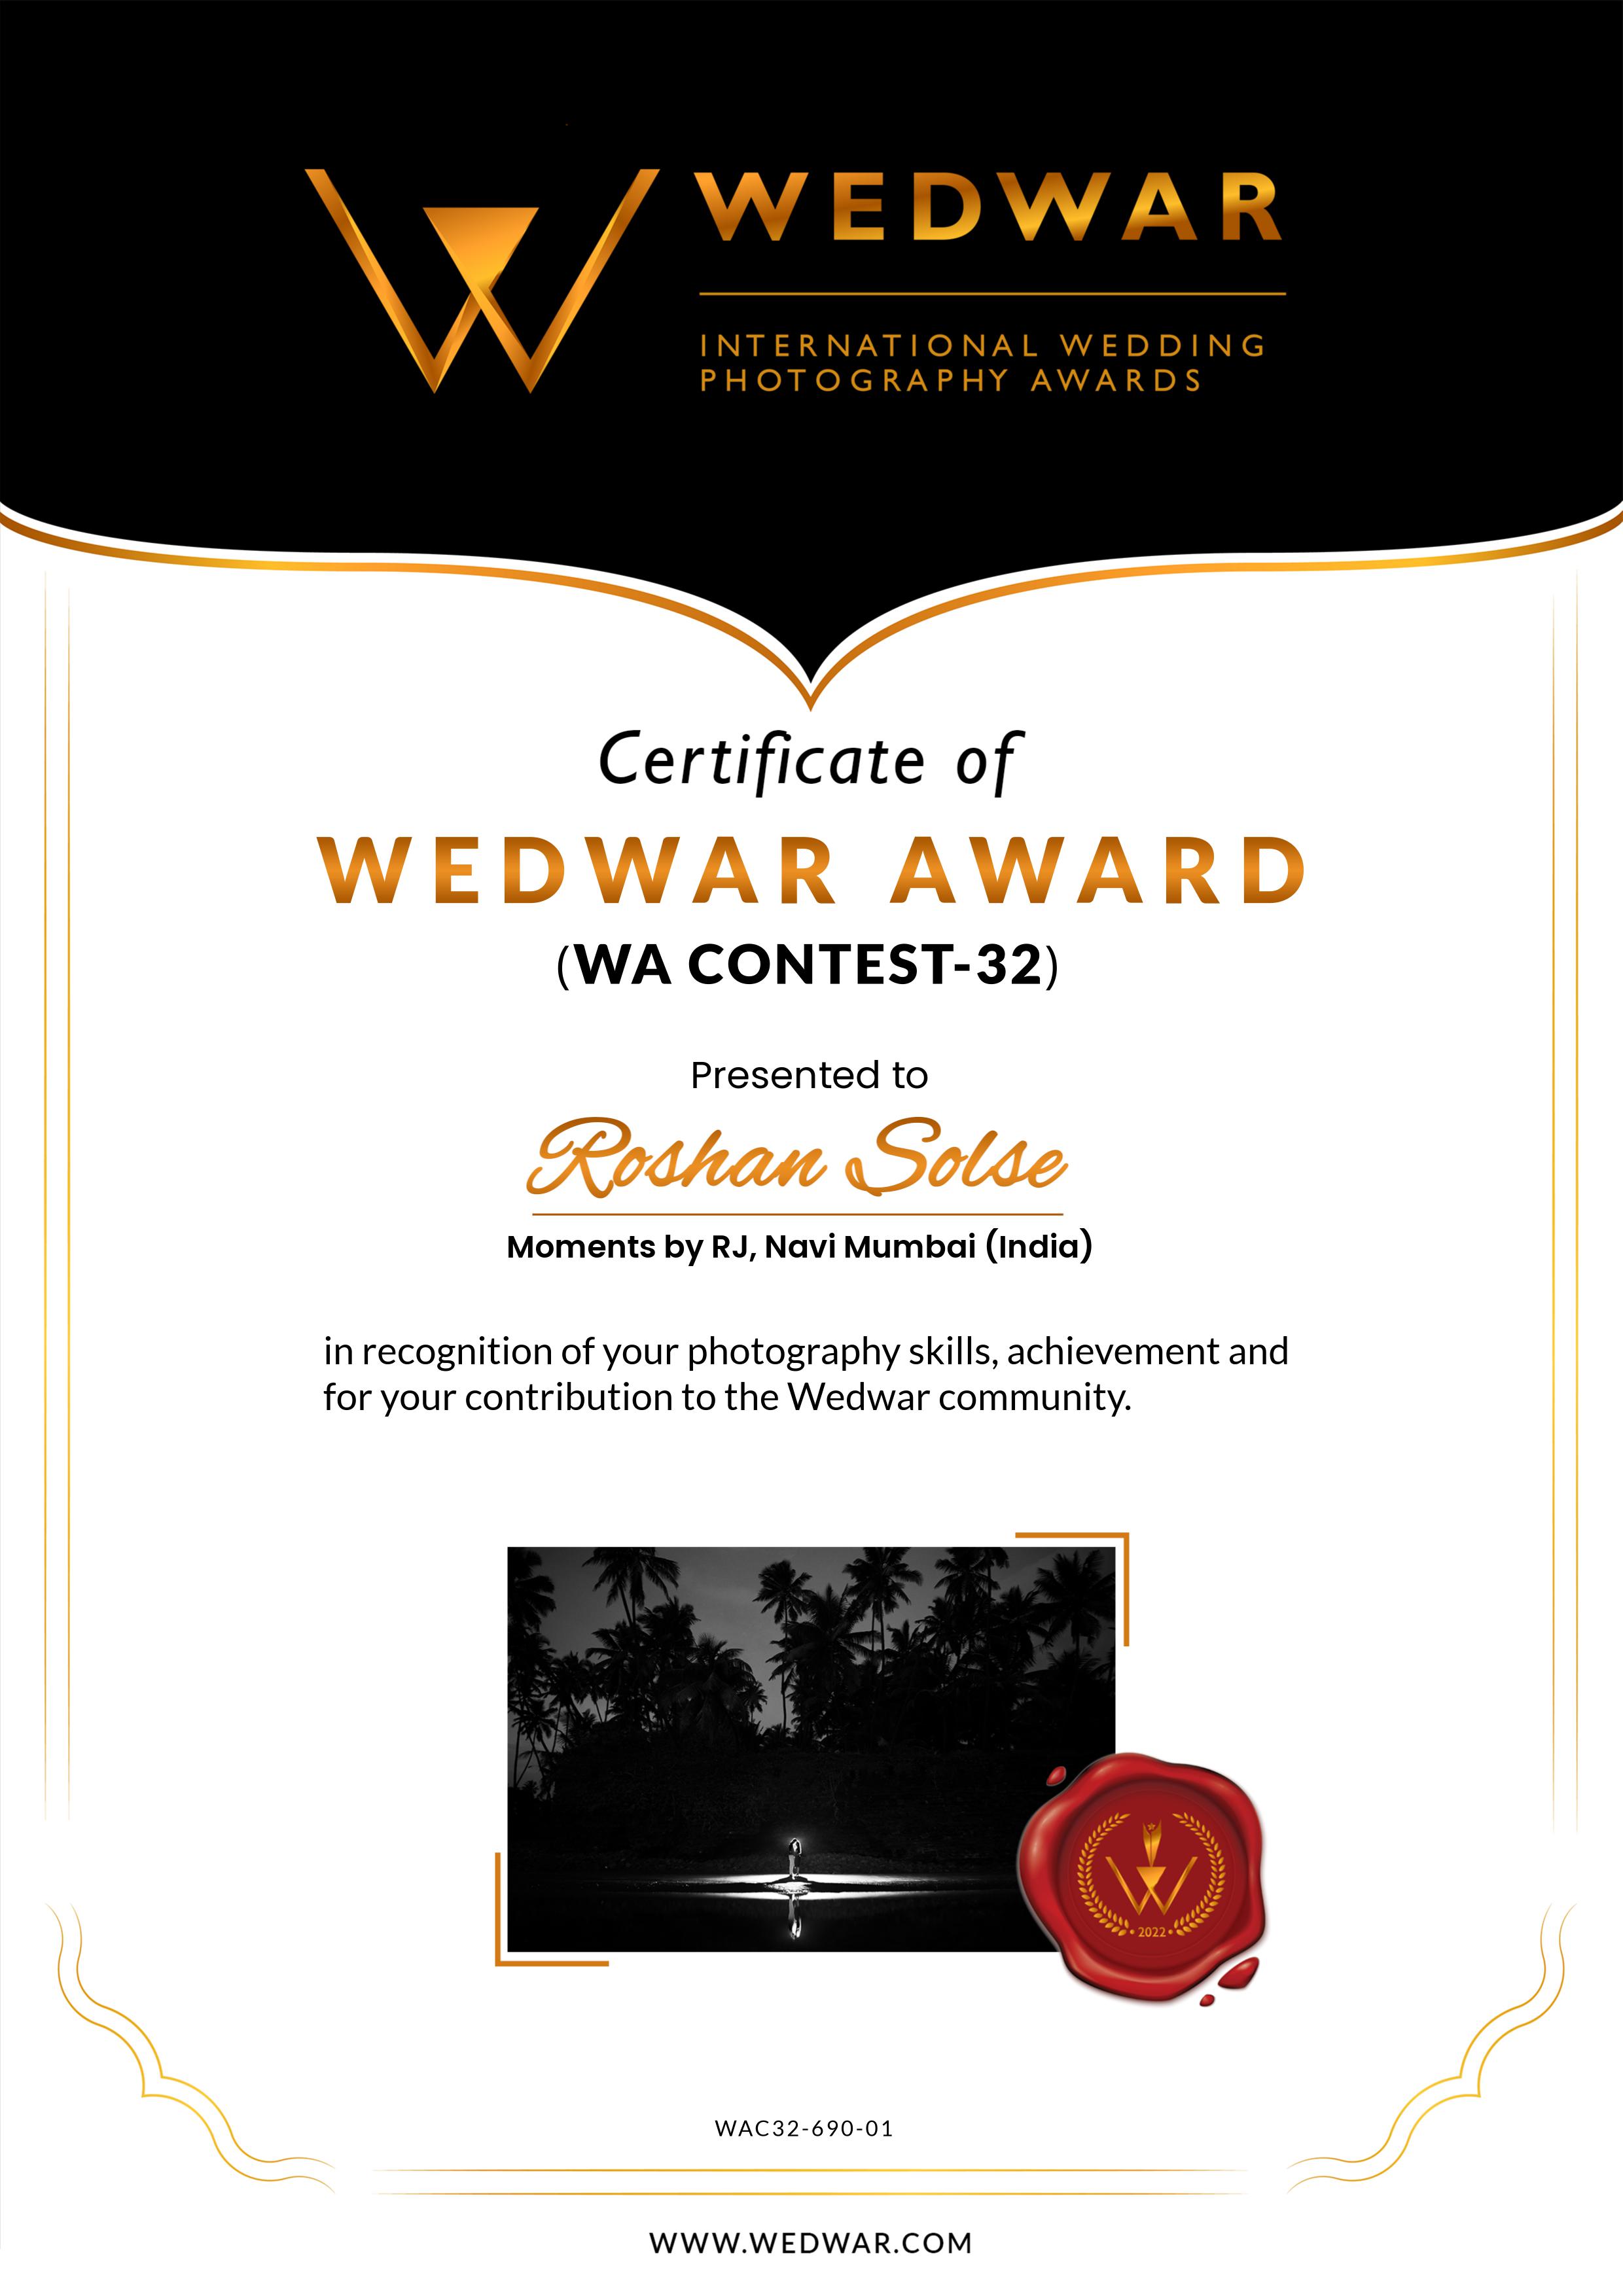 WEDWAR
INTERNATIONAL WEDDING
PHOTOGRAPHY AWARDS
Certificate of
WEDWAR AWARD
(WA CONTEST-32)
Presented to
Roshan Solse
Moments by RJ, Navi Mumbai (India)
in recognition of your photography skills, achievement and
for your contribution to the Wedwar community.
2022
WAC32-690-01
WWW.WEDWAR.COM